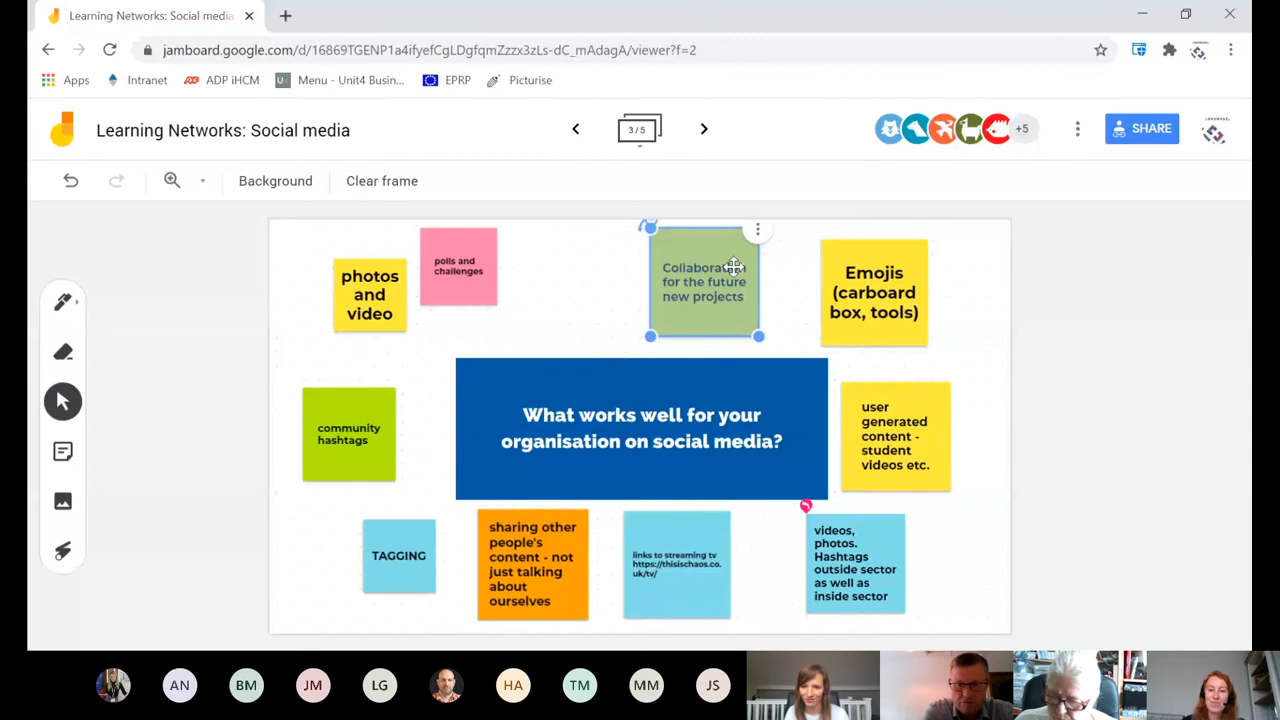 Learning Networks: Social media
jamboard.google.com/d/16869TGENP1a4ifyefCqLDgfqmZzzx3zLs-dC_mAdagA/viewer?f=2
Apps
Intranet
ADP iHCM
Menu - Unit4 Busin...
EPRP
Picturise
Learning Networks: Social media
3/5
+5
SHARE
Background
Clear frame
photos
and
video
polls and
challenges
for the future
new projects
Emojis
(carboard
box, tools)
community
hashtags
What works well for your
organisation on social media?
user
generated
content -
student
videos etc.
TAGGING
sharing other
people's
content - not
just talking
about
ourselves
links to streaming tv
https://thisischaos.co.
uk/tv/
videos,
photos.
Hashtags
outside sector
as well as
inside sector
AN
BM
JM
LG
HA
TM
MM
JS